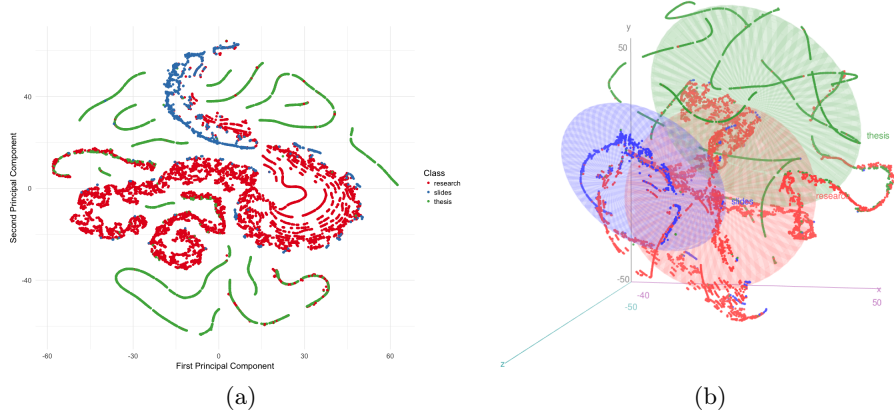 Second Principal Component
40
0
-40
-60
-30
0
30
60
First Principal Component
Class
research
slides
thesis
(a)
y
50
thesis
research
slides
-50
-40
-50
x
50
z
(b)